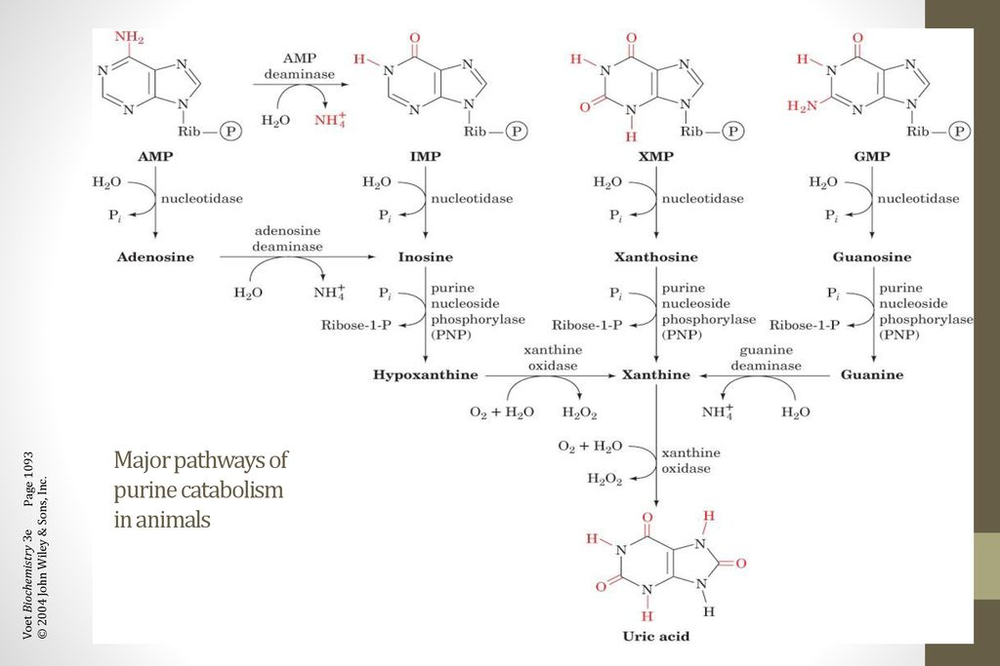 NH₂
N
N
N
N
Rib—Ⓟ
AMP
AMP
deaminase
H₂O
NH₄⁺
O
H
N
N
N
N
Rib—Ⓟ
IMP
O
H
N
N
O
N
N
H
Rib—Ⓟ
XMP
O
H
N
N
H₂N
N
N
Rib—Ⓟ
GMP
H₂O
Pᵢ
nucleotidase
H₂O
Pᵢ
nucleotidase
H₂O
Pᵢ
nucleotidase
H₂O
Pᵢ
nucleotidase
Adenosine
adenosine
deaminase
H₂O
NH₄⁺
Inosine
Xanthosine
Guanosine
Pᵢ
Ribose-1-P
purine
nucleoside
phosphorylase
(PNP)
Pᵢ
Ribose-1-P
purine
nucleoside
phosphorylase
(PNP)
Pᵢ
Ribose-1-P
purine
nucleoside
phosphorylase
(PNP)
Hypoxanthine
xanthine
oxidase
O₂ + H₂O
H₂O₂
Xanthine
guanine
deaminase
NH₄⁺
H₂O
Guanine
O₂ + H₂O
H₂O₂
xanthine
oxidase
O
H
H
N
N
O
O
N
N
H
H
Uric acid
Major pathways of
purine catabolism
in animals
Voet Biochemistry 3e Page 1093
© 2004 John Wiley & Sons, Inc.